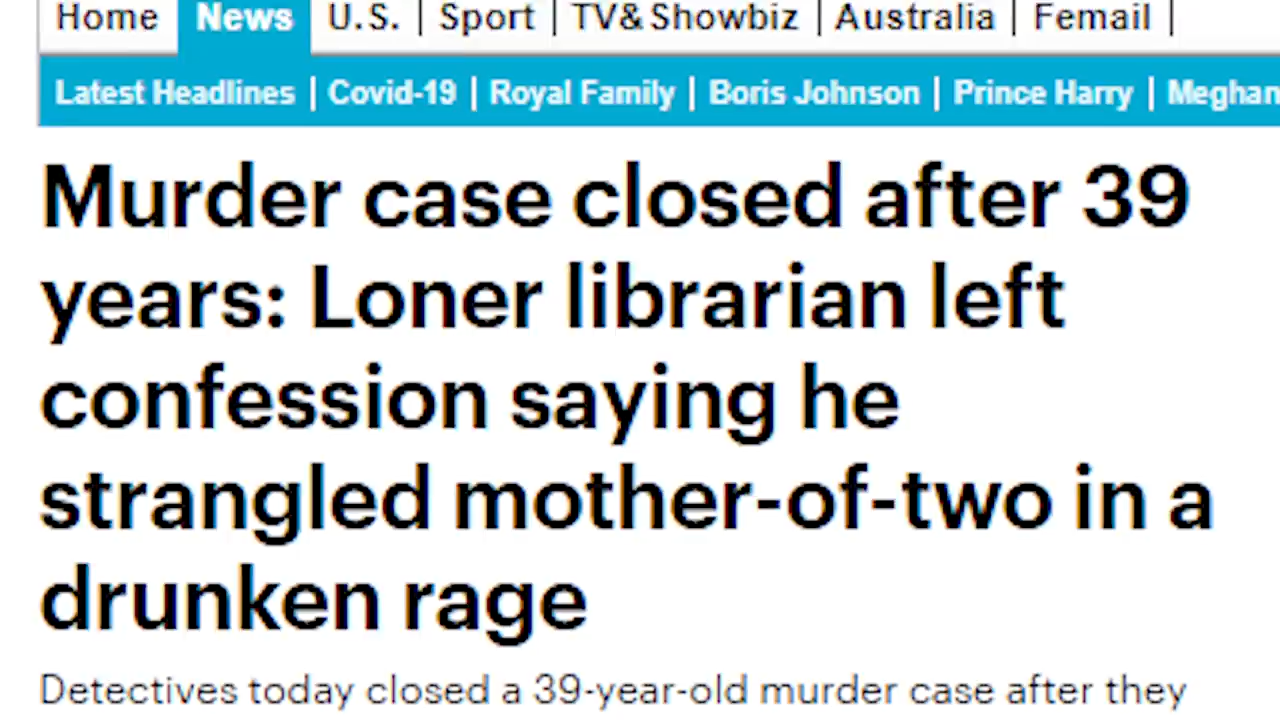 Home | News U.S. | Sport | TV&Showbiz | Australia | Femail |
Latest Headlines | Covid-19 | Royal Family | Boris Johnson | Prince Harry | Meghan
Murder case closed after 39
years: Loner librarian left
confession saying he
strangled mother-of-two in a
drunken rage
Detectives today closed a 39-year-old murder case after they